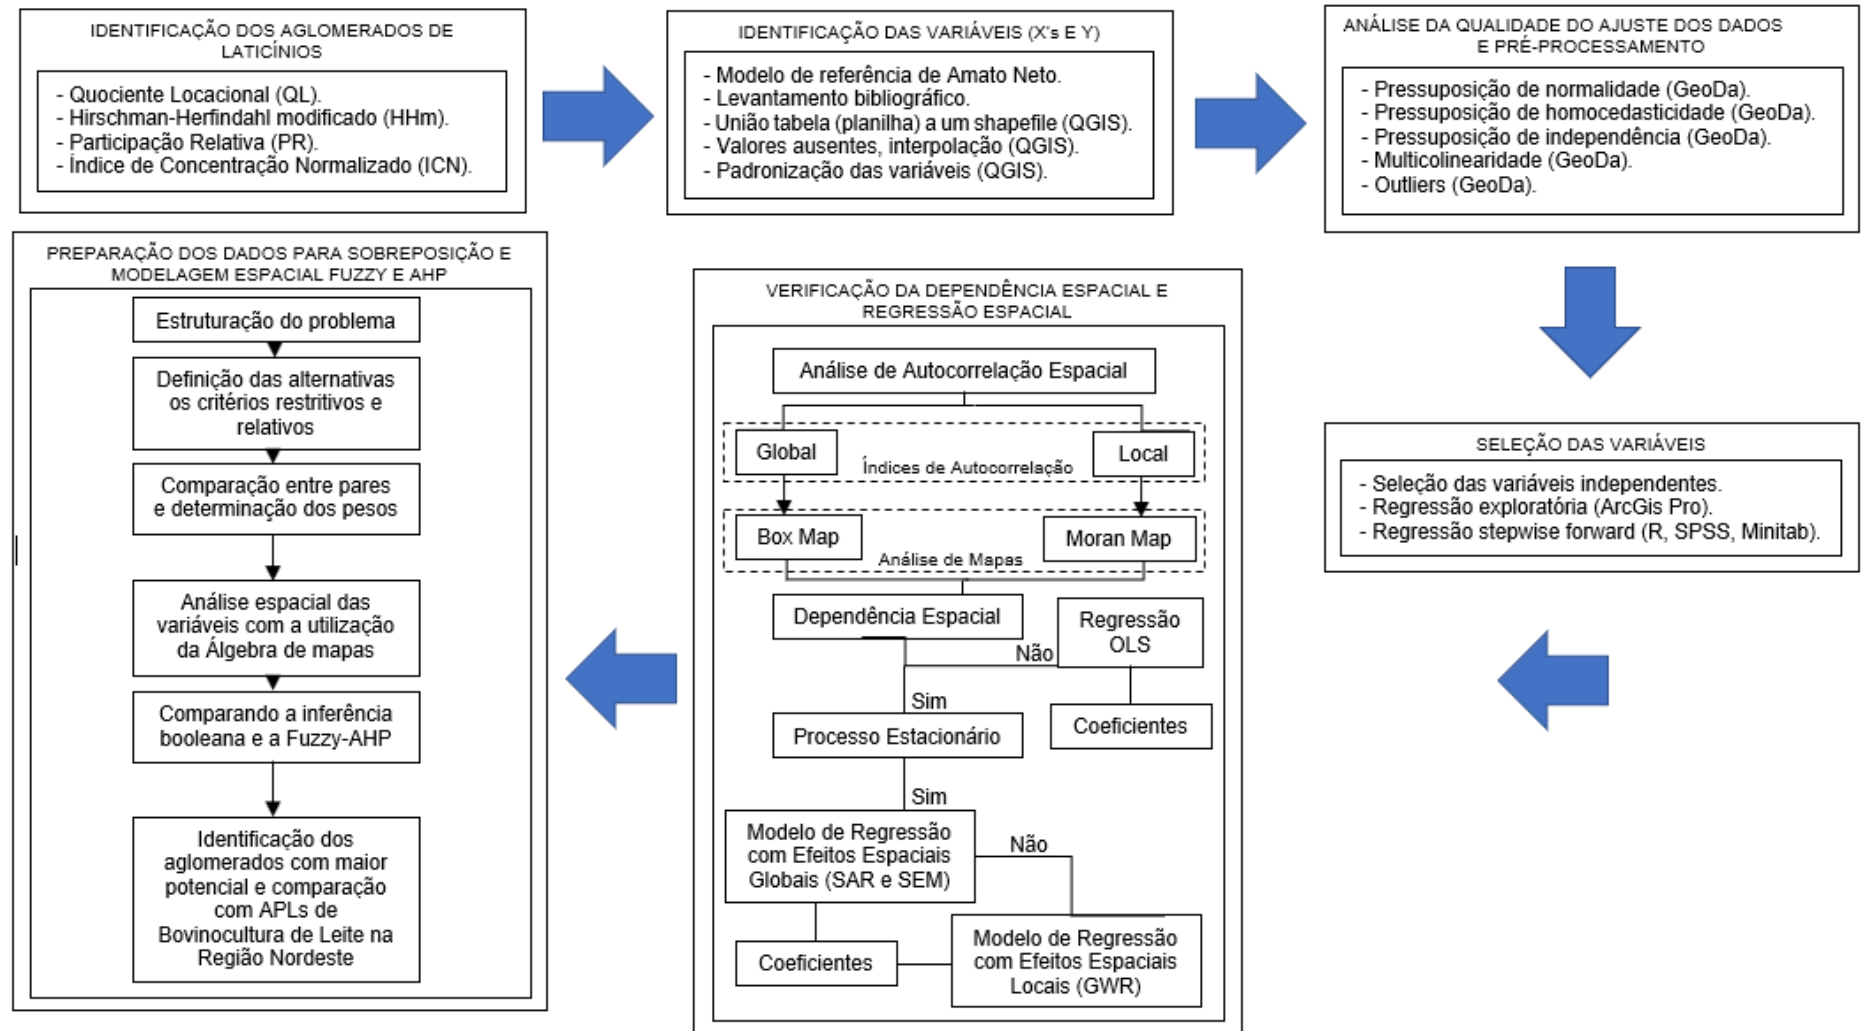 IDENTIFICAÇÃO DOS AGLOMERADOS DE
LATICÍNIOS
- Quociente Locacional (QL).
- Hirschman-Herfindahl modificado (HHm).
- Participação Relativa (PR).
- Índice de Concentração Normalizado (ICN).
IDENTIFICAÇÃO DAS VARIÁVEIS (X's E Y)
- Modelo de referência de Amato Neto.
- Levantamento bibliográfico.
- União tabela (planilha) a um shapefile (QGIS).
- Valores ausentes, interpolação (QGIS).
- Padronização das variáveis (QGIS).
ANÁLISE DA QUALIDADE DO AJUSTE DOS DADOS
E PRÉ-PROCESSAMENTO
- Pressuposição de normalidade (GeoDa).
- Pressuposição de homocedasticidade (GeoDa).
- Pressuposição de independência (GeoDa).
- Multicolinearidade (GeoDa).
- Outliers (GeoDa).
SELEÇÃO DAS VARIÁVEIS
- Seleção das variáveis independentes.
- Regressão exploratória (ArcGis Pro).
- Regressão stepwise forward (R, SPSS, Minitab).
VERIFICAÇÃO DA DEPENDÊNCIA ESPACIAL E
REGRESSÃO ESPACIAL
Análise de Autocorrelação Espacial
Global
Local
Índices de Autocorrelação
Box Map
Moran Map
Análise de Mapas
Dependência Espacial
Regressão
OLS
Não
Sim
Coeficientes
Processo Estacionário
Sim
Modelo de Regressão
com Efeitos Espaciais
Globais (SAR e SEM)
Não
Coeficientes
Modelo de Regressão
com Efeitos Espaciais
Locais (GWR)
PREPARAÇÃO DOS DADOS PARA SOBREPOSIÇÃO E
MODELAGEM ESPACIAL FUZZY E AHP
Estruturação do problema
Definição das alternativas
os critérios restritivos e
relativos
Comparação entre pares
e determinação dos pesos
Análise espacial das
variáveis com a utilização
da Álgebra de mapas
Comparando a inferência
booleana e a Fuzzy-AHP
Identificação dos
aglomerados com maior
potencial e comparação
com APLs de
Bovinocultura de Leite na
Região Nordeste